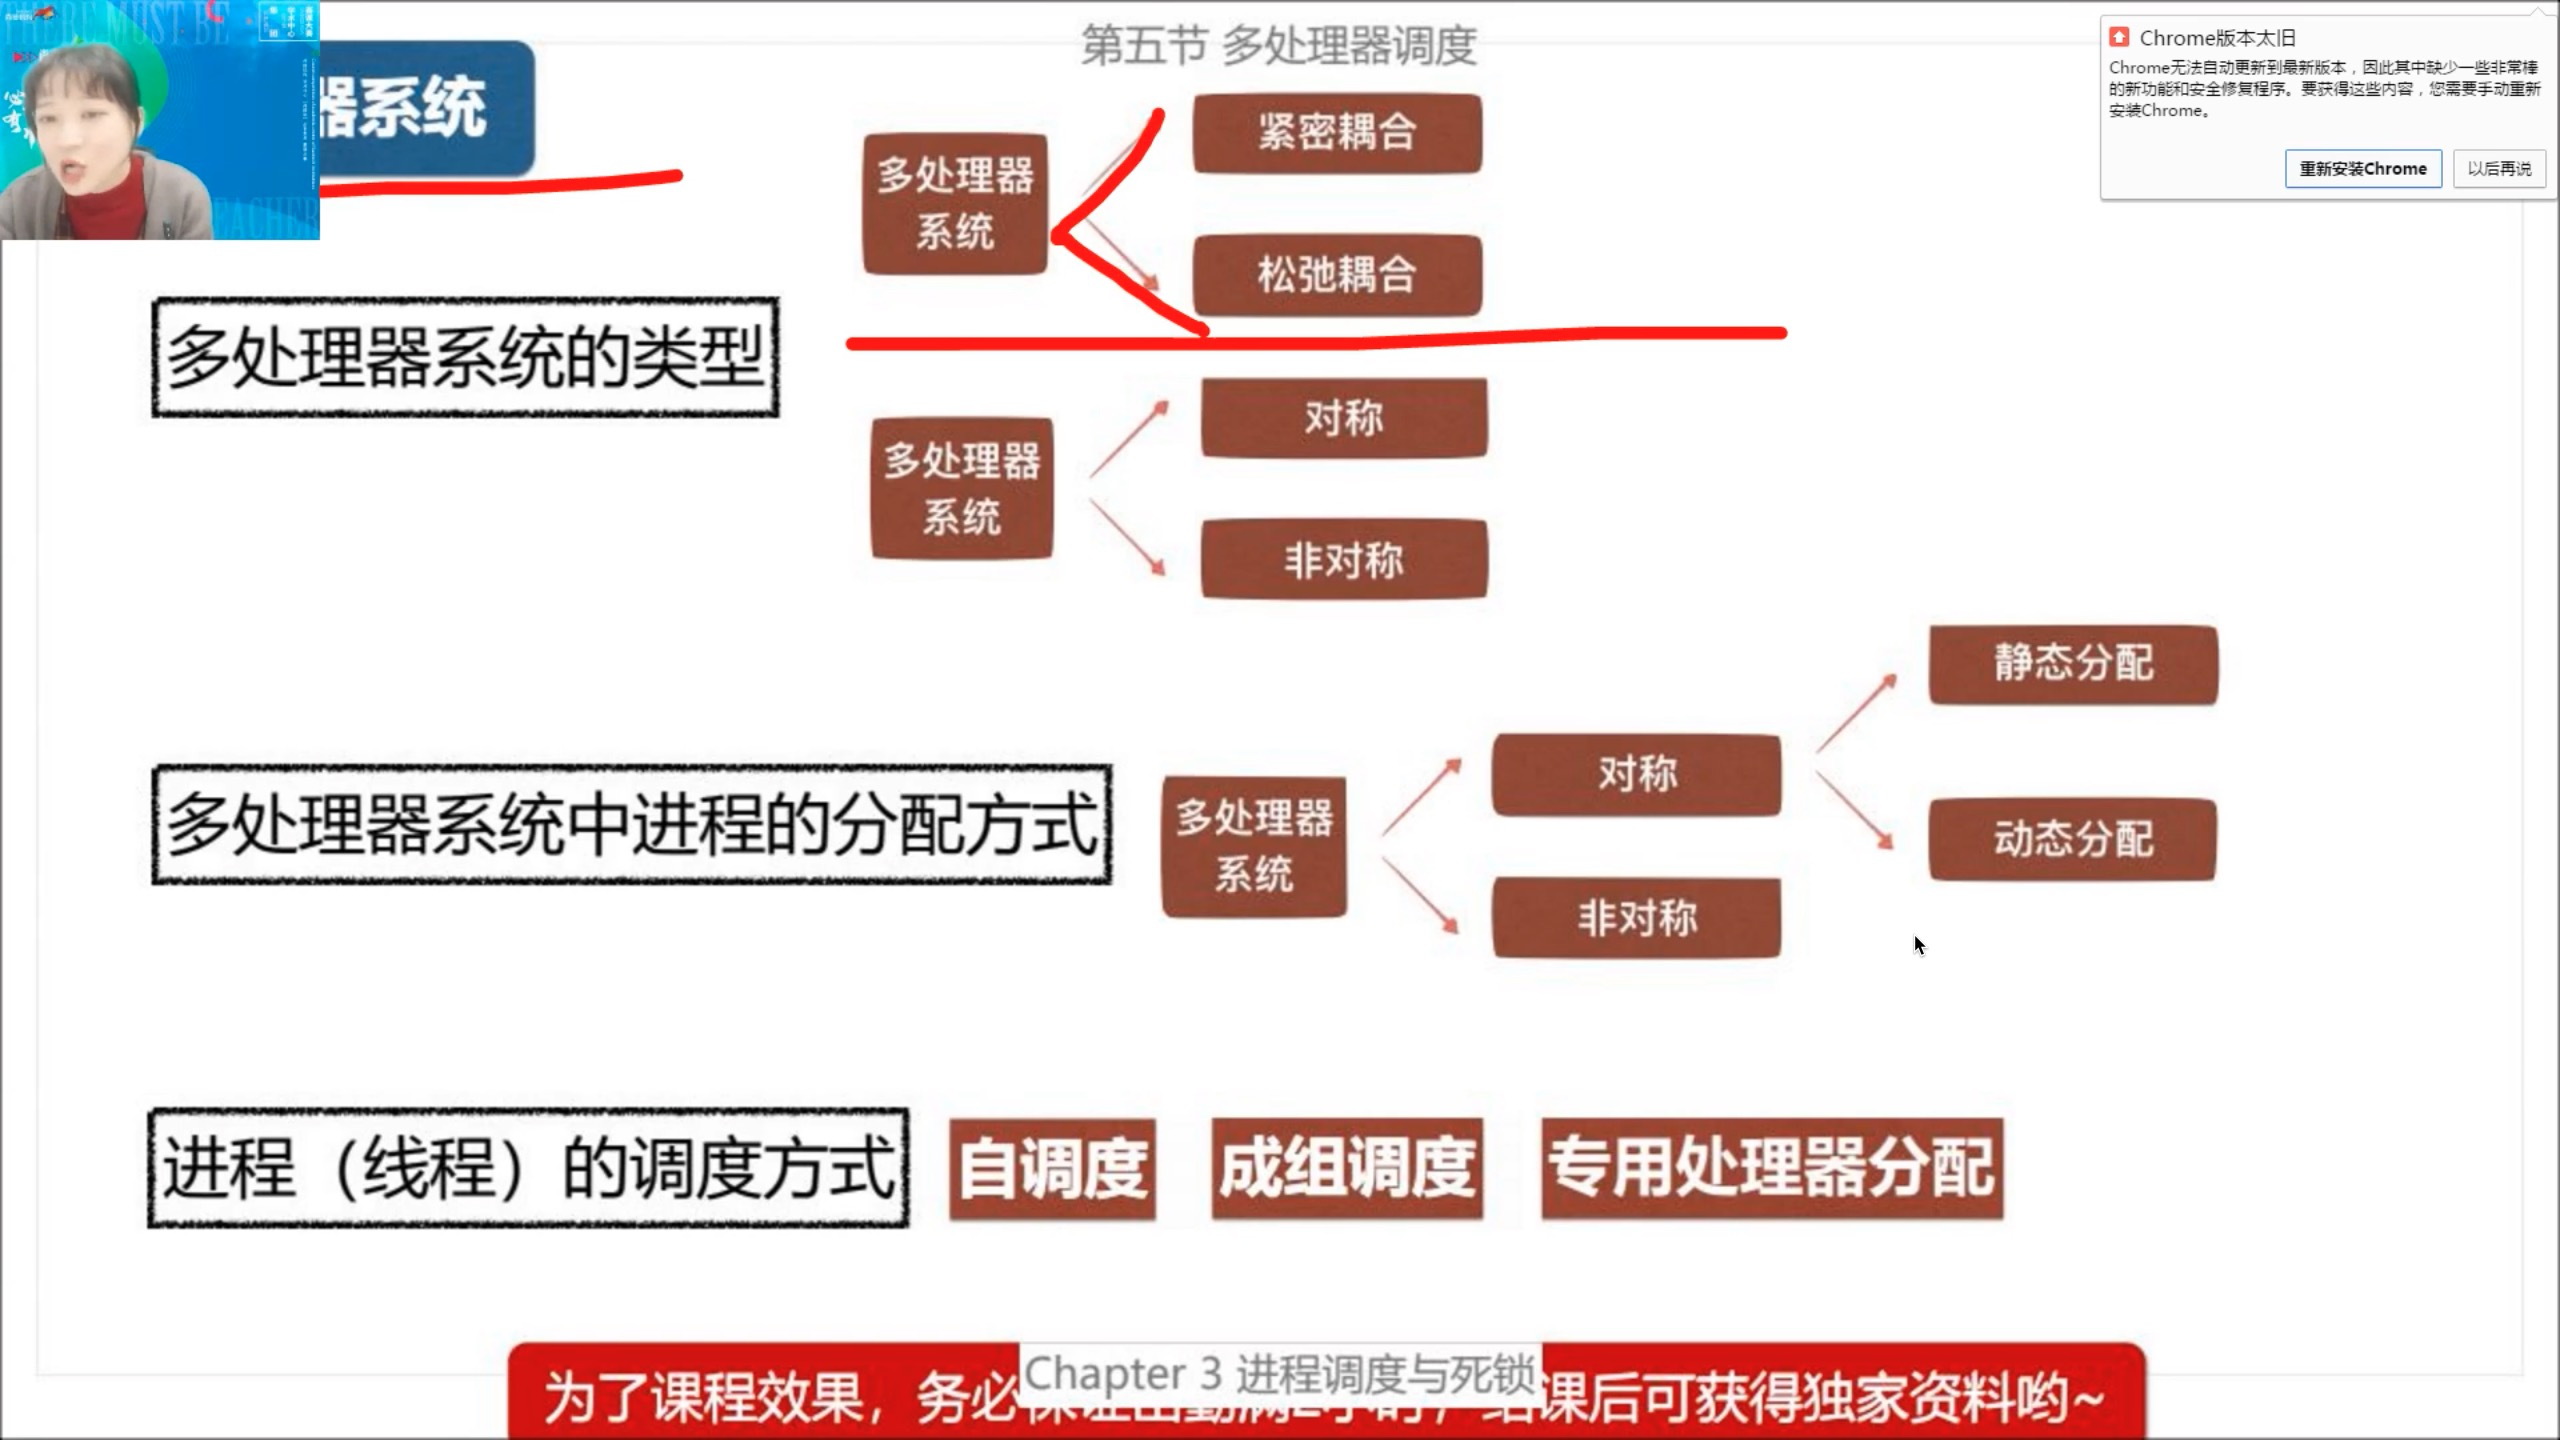 第五节 多处理器调度
THERE MUST BE
EACHER
器系统
Chrome版本太旧
Chrome无法自动更新到最新版本，因此其中缺少一些非常棒
的新功能和安全修复程序。要获得这些内容，您需要手动重新
安装Chrome。
重新安装Chrome
以后再说
多处理器系统的类型
多处理器
系统
紧密耦合
松弛耦合
多处理器
系统
对称
非对称
多处理器系统中进程的分配方式
多处理器
系统
对称
非对称
静态分配
动态分配
进程（线程）的调度方式
自调度
成组调度
专用处理器分配
Chapter 3 进程调度与死锁
为了课程效果，务必
课后可获得独家资料哟~